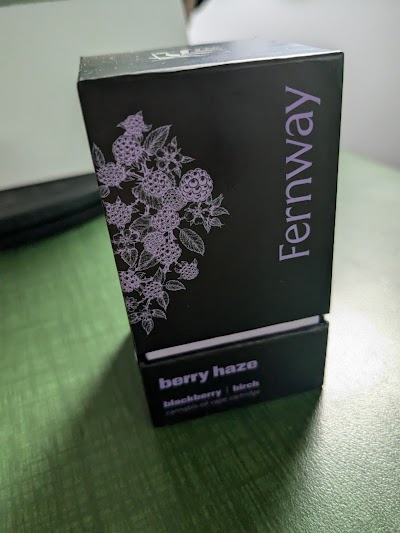 Fernway
berry haze
blackberry | birch
cannabis oil vape cartridge